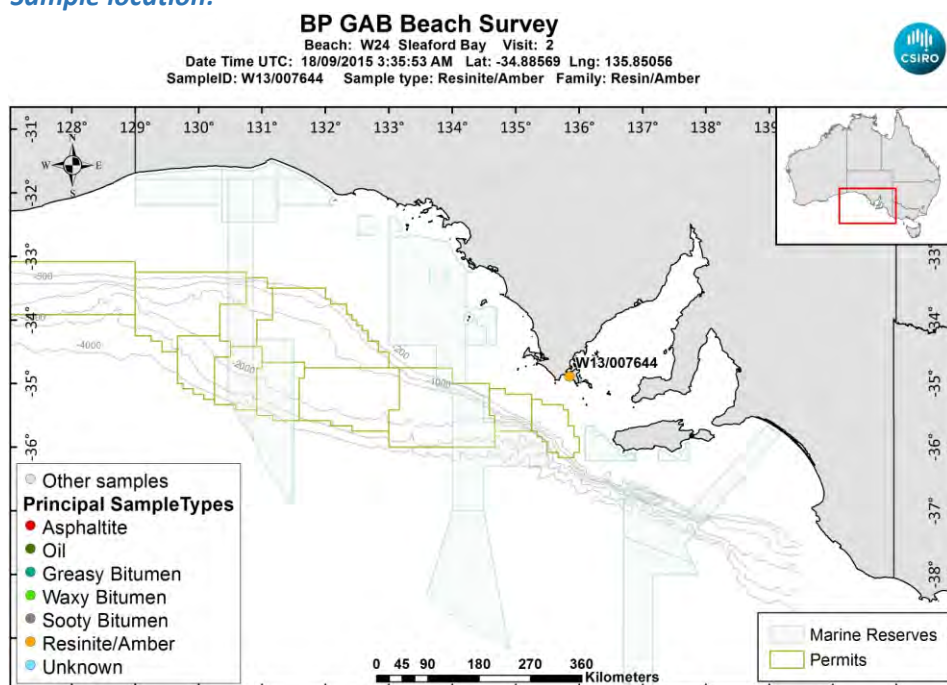 Sample location:
BP GAB Beach Survey
Beach: W24 Sleaford Bay Visit: 2
Date Time UTC: 18/09/2015 3:35:53 AM Lat: -34.88569 Lng: 135.85056
SampleID: W13/007644 Sample type: Resinite/Amber Family: Resin/Amber
CSIRO
128° 129° 130° 131° 132° 133° 134° 135° 136° 137° 138° 139
-31°
-32°
-33°
-34°
-35°
-36°
-37°
-38°
N
W E
S
-4000
-2000
-200
-1000
W13/007644
-33°
-34°
-35°
-36°
-37°
-38°
Other samples
Principal SampleTypes
Asphaltite
Oil
Greasy Bitumen
Waxy Bitumen
Sooty Bitumen
Resinite/Amber
Unknown
0 45 90 180 270 360
Kilometers
Marine Reserves
Permits